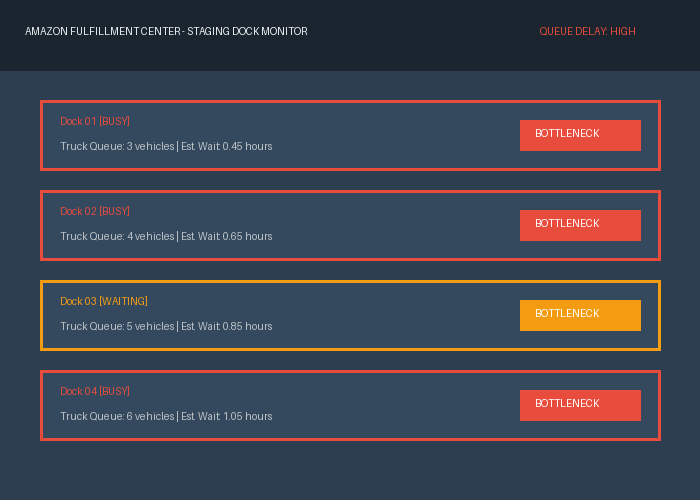 AMAZON FULFILLMENT CENTER - STAGING DOCK MONITOR
QUEUE DELAY: HIGH
Dock 01 [BUSY]
Truck Queue: 3 vehicles | Est. Wait: 0.45 hours
BOTTLENECK
Dock 02 [BUSY]
Truck Queue: 4 vehicles | Est. Wait: 0.65 hours
BOTTLENECK
Dock 03 [WAITING]
Truck Queue: 5 vehicles | Est. Wait: 0.85 hours
BOTTLENECK
Dock 04 [BUSY]
Truck Queue: 6 vehicles | Est. Wait: 1.05 hours
BOTTLENECK